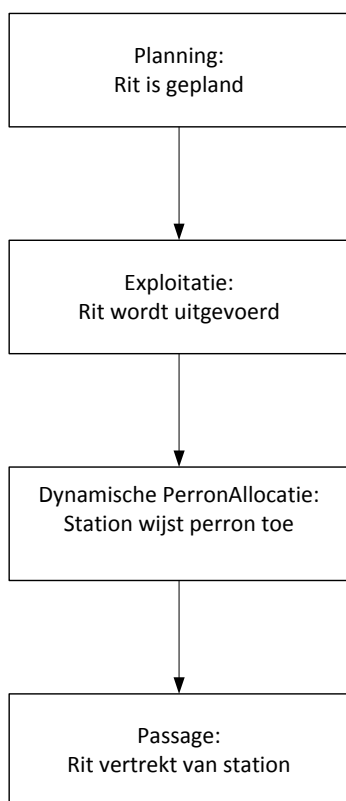 Planning:
Rit is gepland
Exploitatie:
Rit wordt uitgevoerd
Dynamische PerronAllocatie:
Station wijst perron toe
Passage:
Rit vertrekt van station